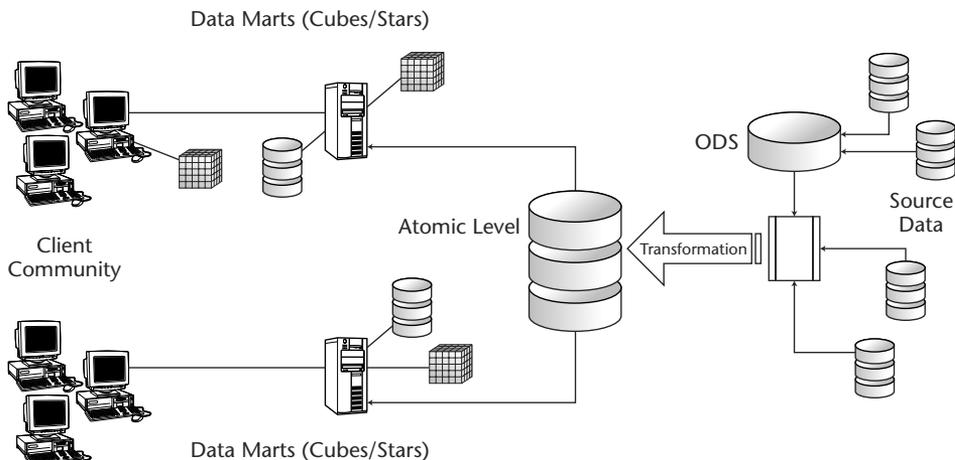 Data Marts (Cubes/Stars)
ODS
Source
Data
Atomic Level
Transformation
Client
Community
Data Marts (Cubes/Stars)